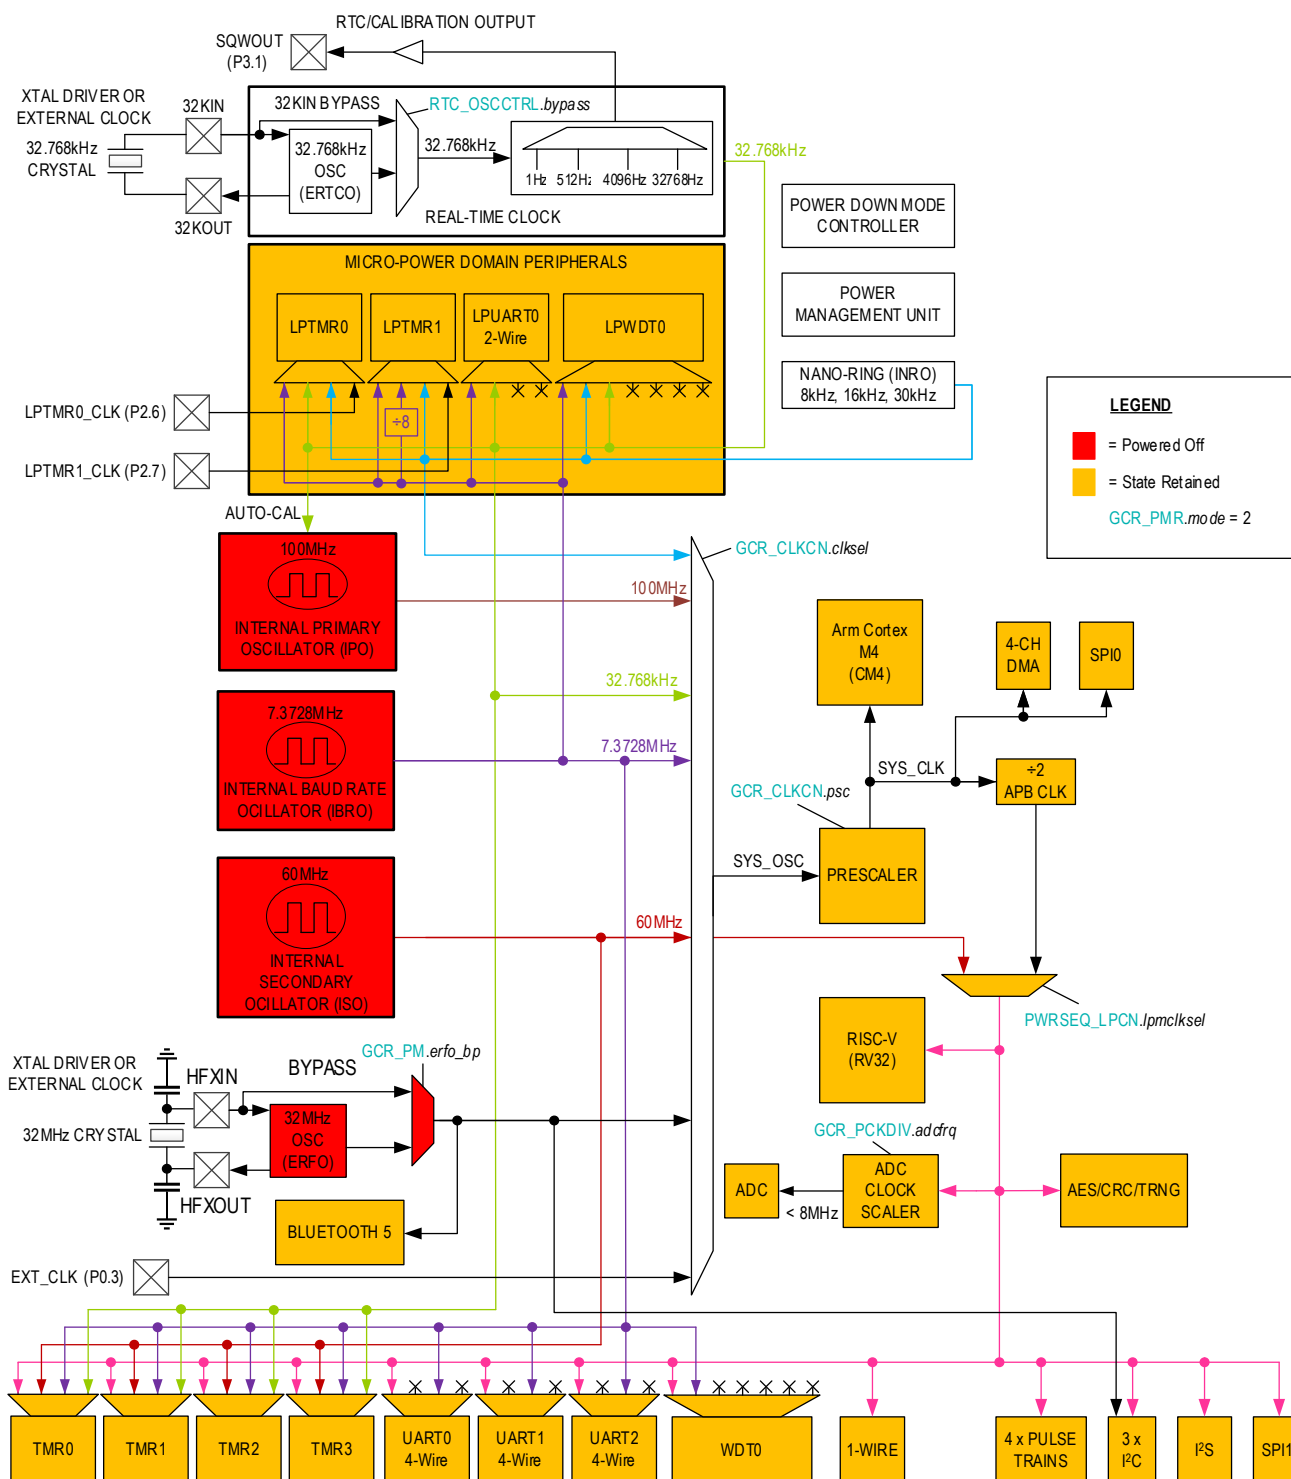 RTC/CALIBRATION OUTPUT
SQWOUT
(P3.1)
XTAL DRIVER OR
EXTERNAL CLOCK
32KIN
32KIN BYPASS
RTC_OSCCTRL.bypass
32.768kHz
CRYSTAL
32.768kHz
OSC
(ERTCO)
32.768kHz
1Hz 512Hz 4096Hz 32768Hz
32.768kHz
32KOUT
REAL-TIME CLOCK
POWER DOWN MODE
CONTROLLER
MICRO-POWER DOMAIN PERIPHERALS
POWER
MANAGEMENT UNIT
LPTMR0
LPTMR1
LPUART0
2-Wire
LPWDT0
NANO-RING (INRO)
8kHz, 16kHz, 30kHz
LPTMR0_CLK (P2.6)
÷8
LPTMR1_CLK (P2.7)
LEGEND
= Powered Off
= State Retained
GCR_PMR.mode = 2
AUTO-CAL
100MHz
INTERNAL PRIMARY
OSCILLATOR (IPO)
GCR_CLKCN.clksel
100MHz
Arm Cortex
M4
(CM4)
4-CH
DMA
SPI0
32.768kHz
7.3728MHz
INTERNAL BAUD RATE
OCILLATOR (IBRO)
7.3728MHz
SYS_CLK
÷2
APB CLK
GCR_CLKCN.psc
SYS_OSC
PRESCALER
60MHz
INTERNAL
SECONDARY
OCILLATOR (ISO)
60MHz
PWRSEQ_LPCN.lpmclksel
RISC-V
(RV32)
XTAL DRIVER OR
EXTERNAL CLOCK
HFXIN
BYPASS
GCR_PM.erfo_bp
32MHz CRYSTAL
32MHz
OSC
(ERFO)
HFXOUT
GCR_PCKDIV.adcfrq
ADC
< 8MHz
ADC
CLOCK
SCALER
AES/CRC/TRNG
BLUETOOTH 5
EXT_CLK (P0.3)
TMR0
TMR1
TMR2
TMR3
UART0
4-Wire
UART1
4-Wire
UART2
4-Wire
WDT0
1-WIRE
4 x PULSE
TRAINS
3 x
I²C
I²S
SPI1